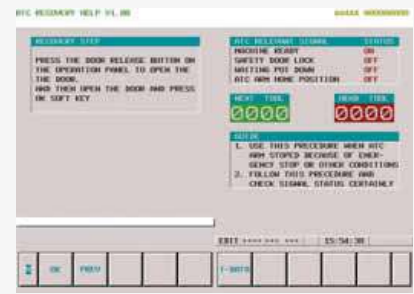 ATC RECOVERY HELP V1.00
RECOVERY STEP
PRESS THE DOOR RELEASE BUTTON ON
THE OPERATION PANEL TO OPEN THE
THE DOOR.
AND THEN OPEN THE DOOR AND PRESS
OK SOFT KEY
ATC RELEVANT SIGNAL STATUS
MACHINE READY ON
SAFETY DOOR LOCK OFF
WAITING POT DOWN OFF
ATC ARM HOME POSITION OFF
NEXT TOOL HEAD TOOL
0000 0000
GUIDE
1. USE THIS PROCEDURE WHEN ATC
ARM STOPED BECAUSE OF EMER-
GENCY STOP OR OTHER CONDITIONS
2. FOLLOW THIS PROCEDURE AND
CHECK SIGNAL STATUS CERTAINLY
EDIT **** *** *** 15:54:30
OK PREV